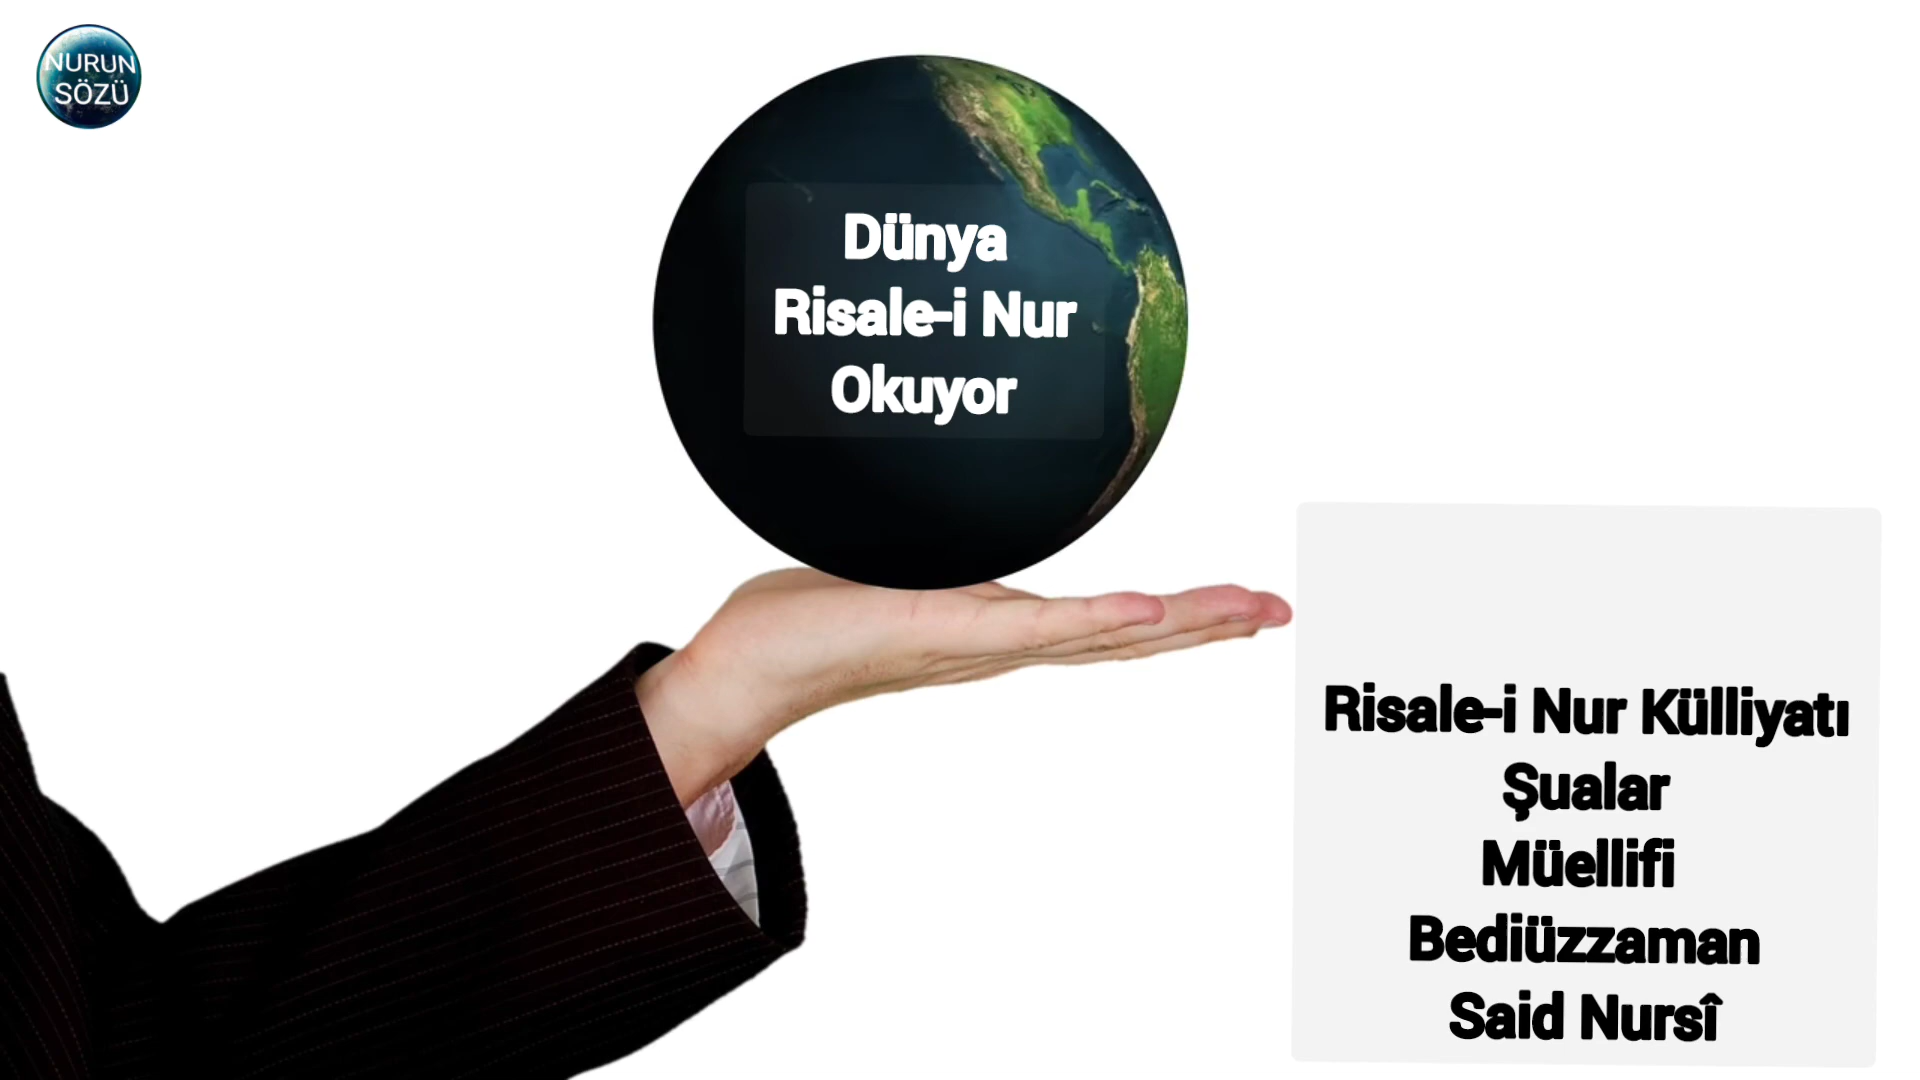 NURUN
SÖZÜ
Dünya
Risale-i Nur
Okuyor
Risale-i Nur Külliyatı
Şualar
Müellifi
Bediüzzaman
Said Nursî